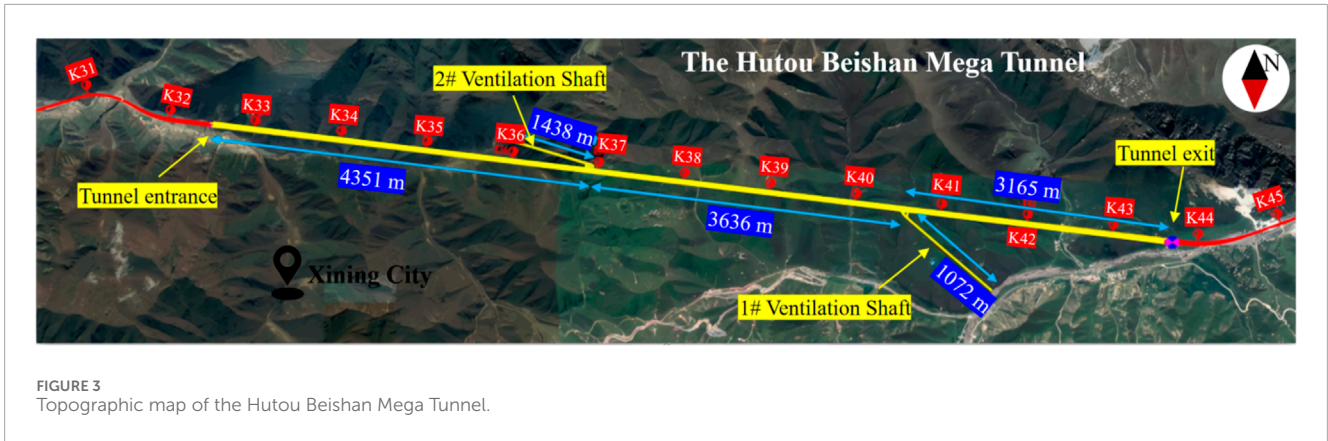 The Hutou Beishan Mega Tunnel
N
K31
K32
K33
K34
K35
K36
K37
K38
K39
K40
K41
K42
K43
K44
K45
2# Ventilation Shaft
1438 m
Tunnel entrance
4351 m
3636 m
3165 m
Tunnel exit
1072 m
1# Ventilation Shaft
Xining City
FIGURE 3
Topographic map of the Hutou Beishan Mega Tunnel.